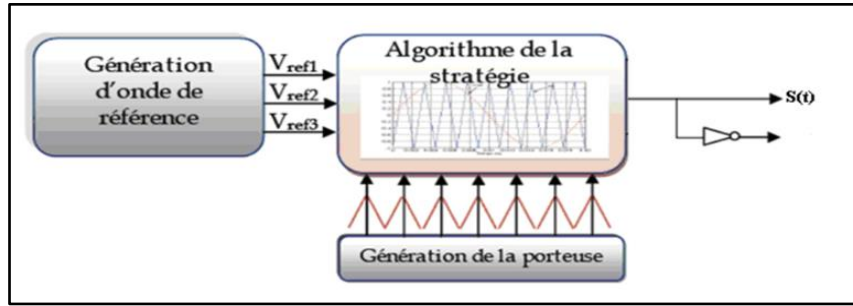 Génération
d'onde de
référence
Vref1
Vref2
Vref3
Algorithme de la
stratégie
S(t)
Génération de la porteuse